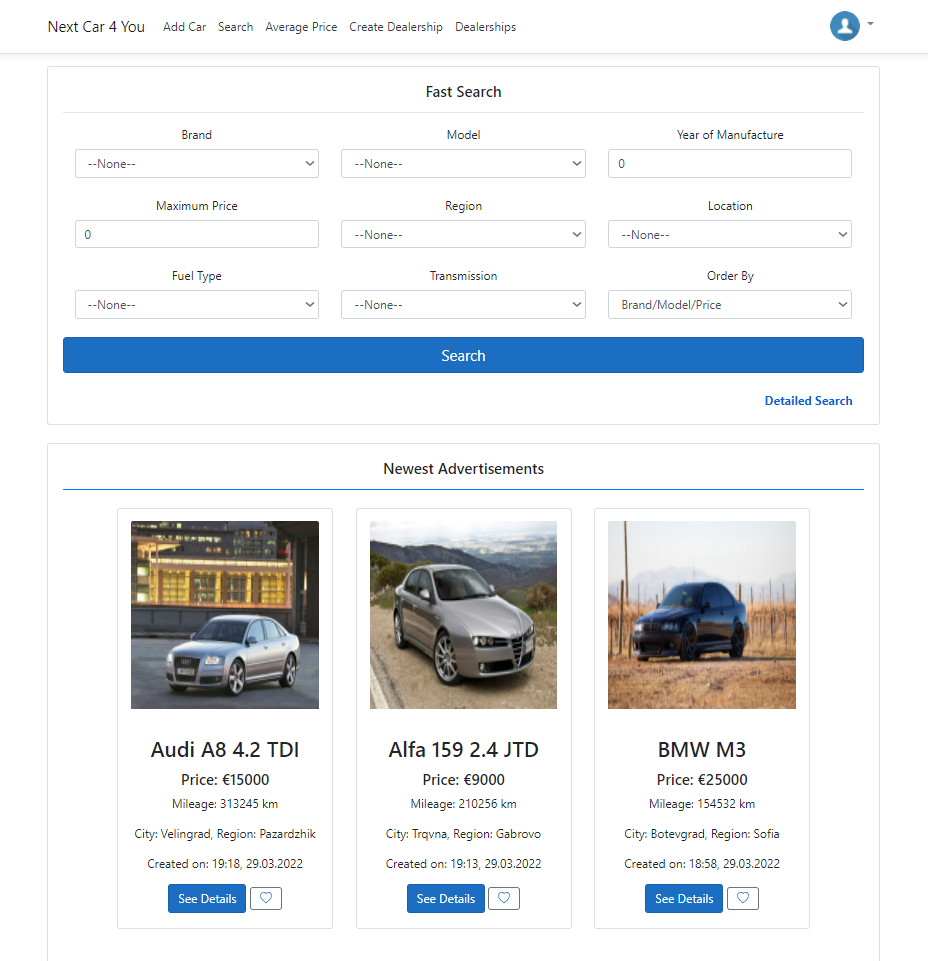 Next Car 4 You Add Car Search Average Price Create Dealership Dealerships
Fast Search
Brand Model Year of Manufacture
--None-- --None-- 0
Maximum Price Region Location
0 --None-- --None--
Fuel Type Transmission Order By
--None-- --None-- Brand/Model/Price
Search
Detailed Search
Newest Advertisements
Audi A8 4.2 TDI
Price: €15000
Mileage: 313245 km
City: Velingrad, Region: Pazardzhik
Created on: 19:18, 29.03.2022
See Details
Alfa 159 2.4 JTD
Price: €9000
Mileage: 210256 km
City: Trqvna, Region: Gabrovo
Created on: 19:13, 29.03.2022
See Details
BMW M3
Price: €25000
Mileage: 154532 km
City: Botevgrad, Region: Sofia
Created on: 18:58, 29.03.2022
See Details